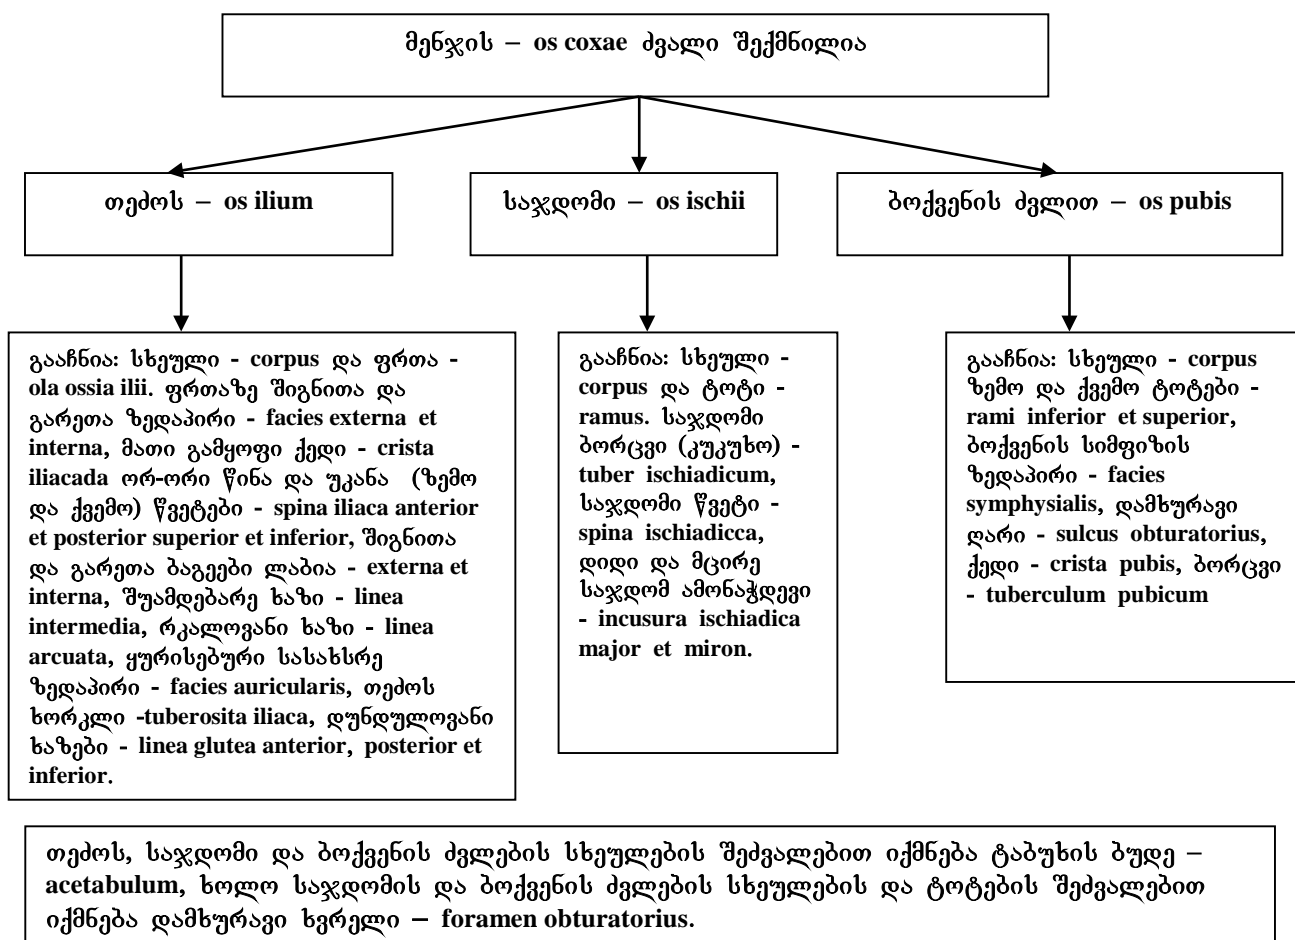 მენჯის – os coxae ძვალი შექმნილია
თეძოს – os ilium
საჯდომი – os ischii
ბოქვენის ძვლით – os pubis
გააჩნია: სხეული - corpus და ფრთა -
ola ossia ilii. ფრთაზე შიგნითა და
გარეთა ზედაპირი - facies externa et
interna, მათი გამყოფი ქედი - crista
iliacada ორ-ორი წინა და უკანა (ზემო
და ქვემო) წვეტები - spina iliaca anterior
et posterior superior et inferior, შიგნითა
და გარეთა ბაგეები ლაბია - externa et
interna, შუამდებარე ხაზი - linea
intermedia, რკალოვანი ხაზი - linea
arcuata, ყურისებური სასახსრე
ზედაპირი - facies auricularis, თეძოს
ხორკლი -tuberosita iliaca, დუნდულოვანი
ხაზები - linea glutea anterior, posterior et
inferior.
გააჩნია: სხეული -
corpus და ტოტი -
ramus. საჯდომი
ბორცვი (კუკუხო) -
tuber ischiadicum,
საჯდომი წვეტი -
spina ischiadicca,
დიდი და მცირე
საჯდომ ამონაჭდევი
- incusura ischiadica
major et miron.
გააჩნია: სხეული - corpus
ზემო და ქვემო ტოტები -
rami inferior et superior,
ბოქვენის სიმფიზის
ზედაპირი - facies
symphysialis, დამხურავი
ღარი - sulcus obturatorius,
ქედი - crista pubis, ბორცვი
- tuberculum pubicum
თეძოს, საჯდომი და ბოქვენის ძვლების სხეულების შეძვალებით იქმნება ტაბუხის ბუდე –
acetabulum, ხოლო საჯდომის და ბოქვენის ძვლების სხეულების და ტოტების შეძვალებით
იქმნება დამხურავი ხვრელი – foramen obturatorius.